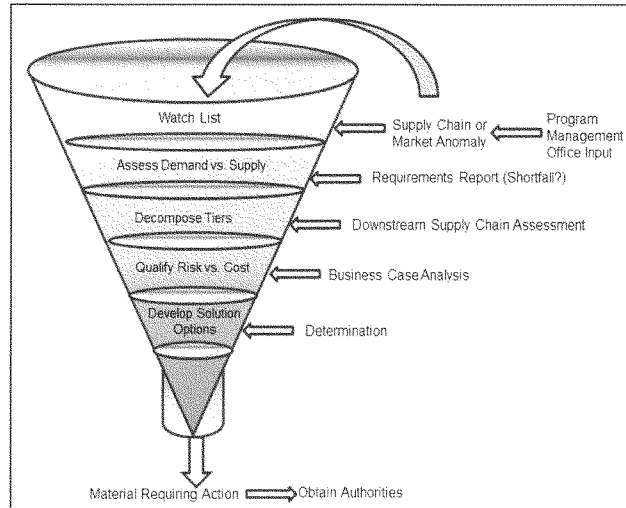 Watch List
Supply Chain or
Market Anomaly
Program
Management
Office Input
Assess Demand vs. Supply
Requirements Report (Shortfall?)
Decompose Tiers
Downstream Supply Chain Assessment
Qualify Risk vs. Cost
Business Case Analysis
Develop Solution
Options
Determination
Material Requiring Action
Obtain Authorities